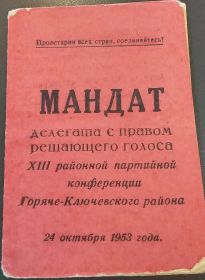 Пролетарии всех стран, соединяйтесь!
МАНДАТ
делегата с правом
решающего голоса
XIII районной партийной
конференции
Горяче-Ключевского района
24 октября 1953 года.